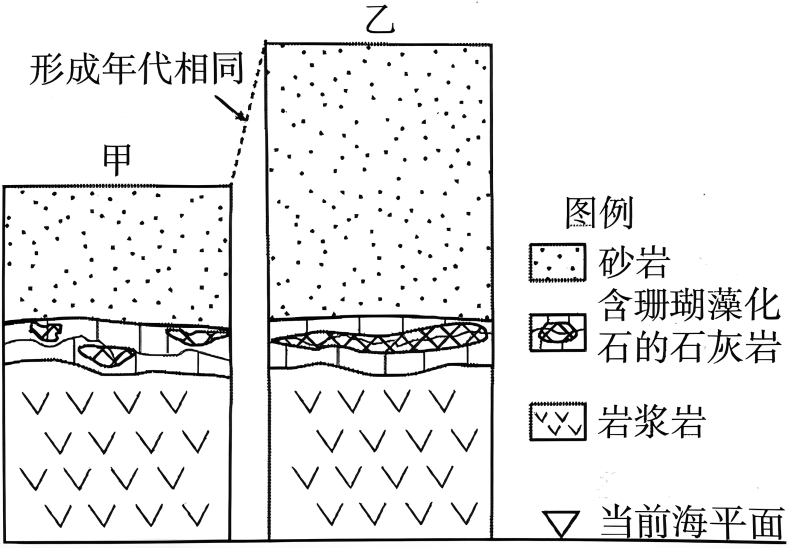 乙
形成年代相同
甲
图例
砂岩
含珊瑚藻化
石的石灰岩
岩浆岩
当前海平面